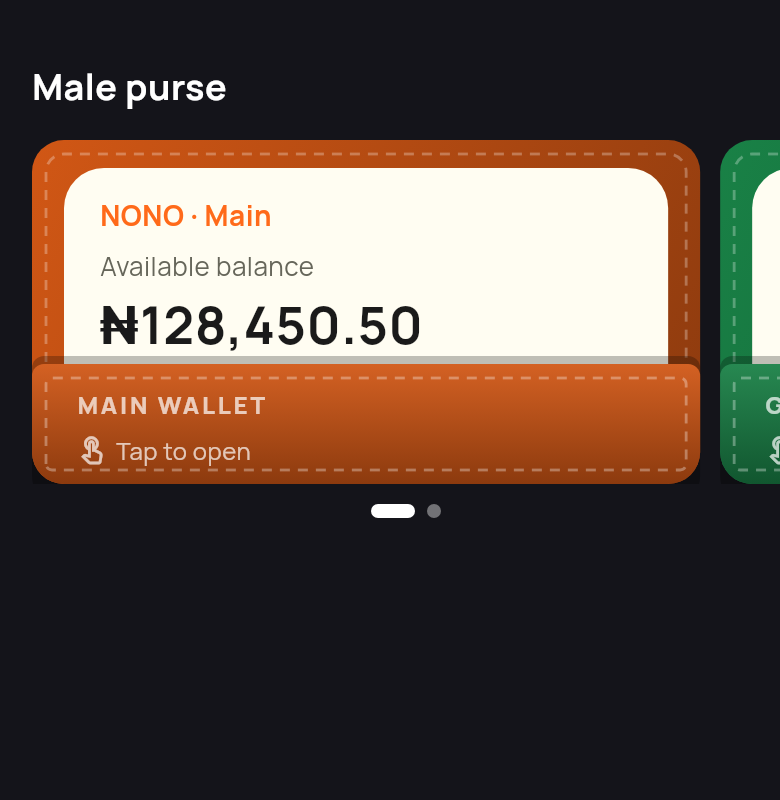 Male purse
NONO · Main
Available balance
₦128,450.50
MAIN WALLET
Tap to open